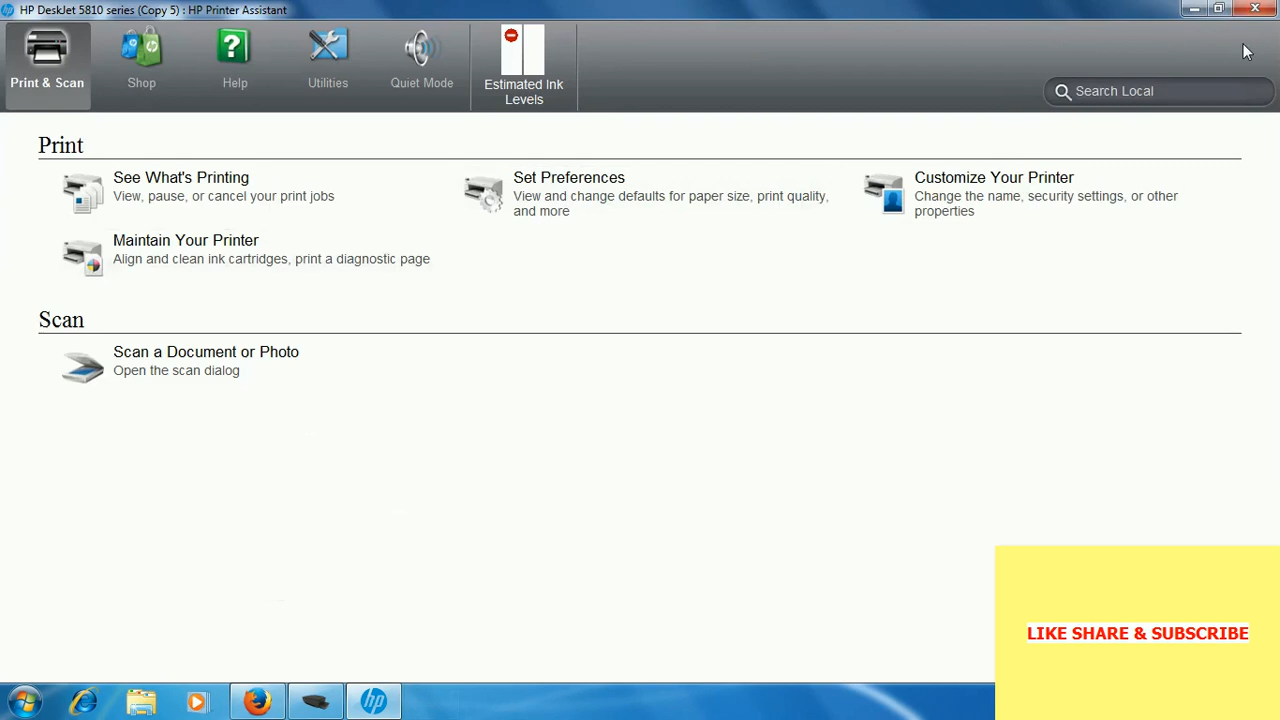 HP DeskJet 5810 series (Copy 5) : HP Printer Assistant
Print & Scan
Shop
Help
Utilities
Quiet Mode
Estimated Ink
Levels
Search Local
Print
See What's Printing
View, pause, or cancel your print jobs
Set Preferences
View and change defaults for paper size, print quality,
and more
Customize Your Printer
Change the name, security settings, or other
properties
Maintain Your Printer
Align and clean ink cartridges, print a diagnostic page
Scan
Scan a Document or Photo
Open the scan dialog
LIKE SHARE & SUBSCRIBE
hp